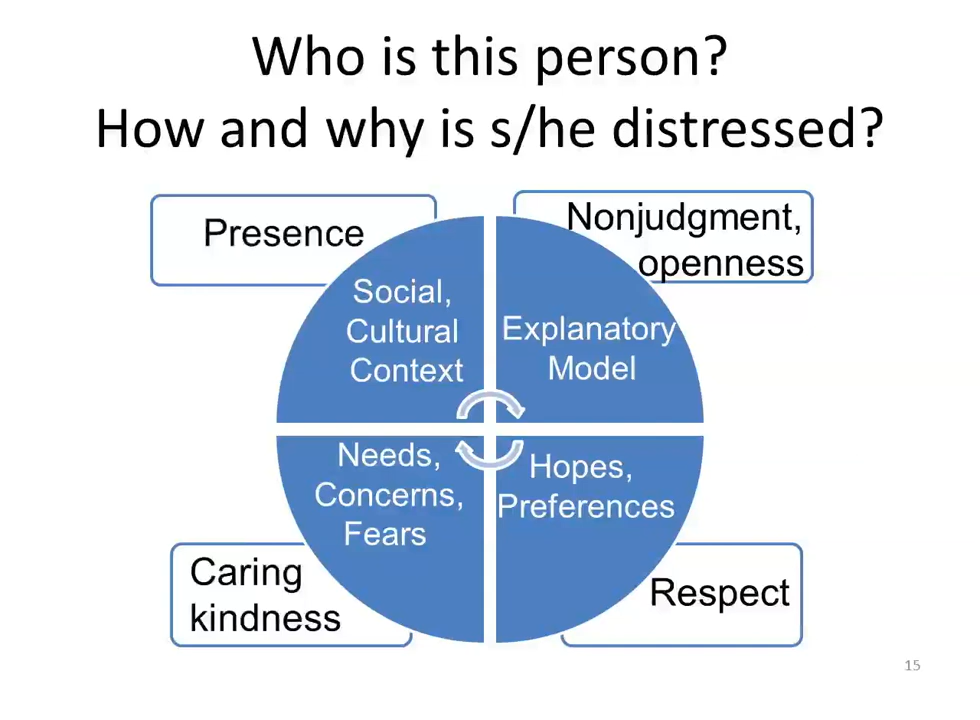 Who is this person?
How and why is s/he distressed?
Presence
Nonjudgment,
openness
Social,
Cultural
Context
Explanatory
Model
Needs,
Concerns,
Fears
Hopes,
Preferences
Caring
kindness
Respect
15